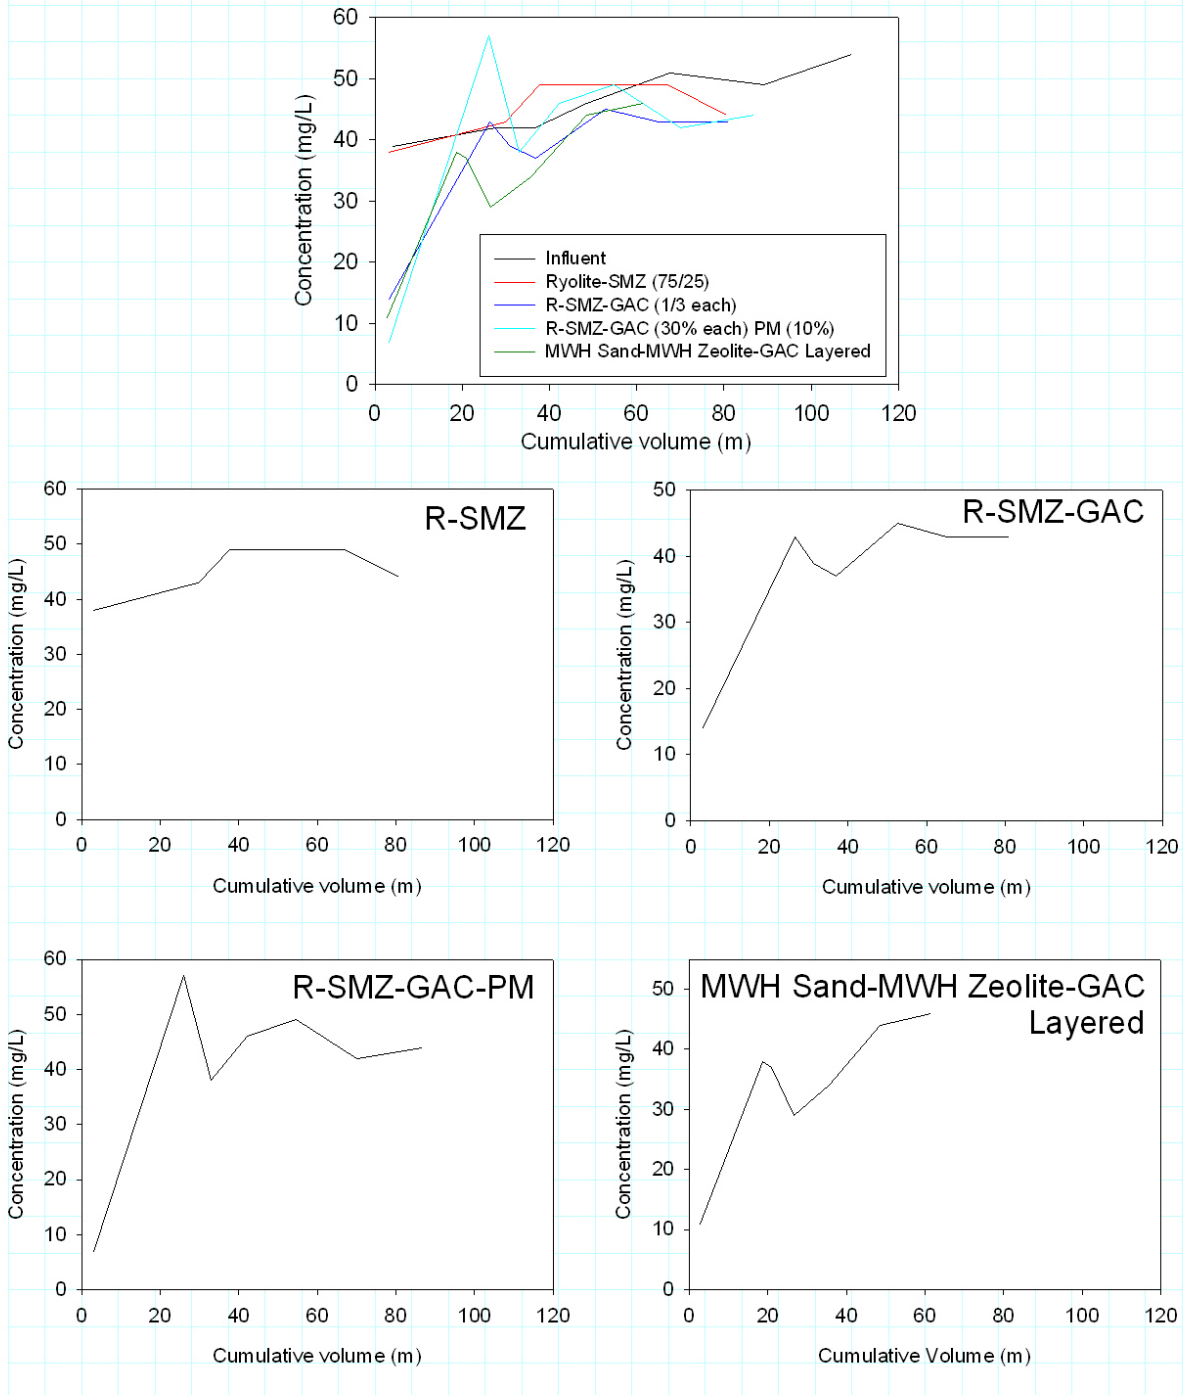 60
50
40
30
20
10
0
Concentration (mg/L)
Influent
Ryolite-SMZ (75/25)
R-SMZ-GAC (1/3 each)
R-SMZ-GAC (30% each) PM (10%)
MWH Sand-MWH Zeolite-GAC Layered
0 20 40 60 80 100 120
Cumulative volume (m)
R-SMZ
60
50
40
30
20
10
0
Concentration (mg/L)
0 20 40 60 80 100 120
Cumulative volume (m)
R-SMZ-GAC
50
40
30
20
10
0
Concentration (mg/L)
0 20 40 60 80 100 120
Cumulative volume (m)
R-SMZ-GAC-PM
60
50
40
30
20
10
0
Concentration (mg/L)
0 20 40 60 80 100 120
Cumulative volume (m)
MWH Sand-MWH Zeolite-GAC
Layered
50
40
30
20
10
0
Concentration (mg/L)
0 20 40 60 80 100 120
Cumulative Volume (m)